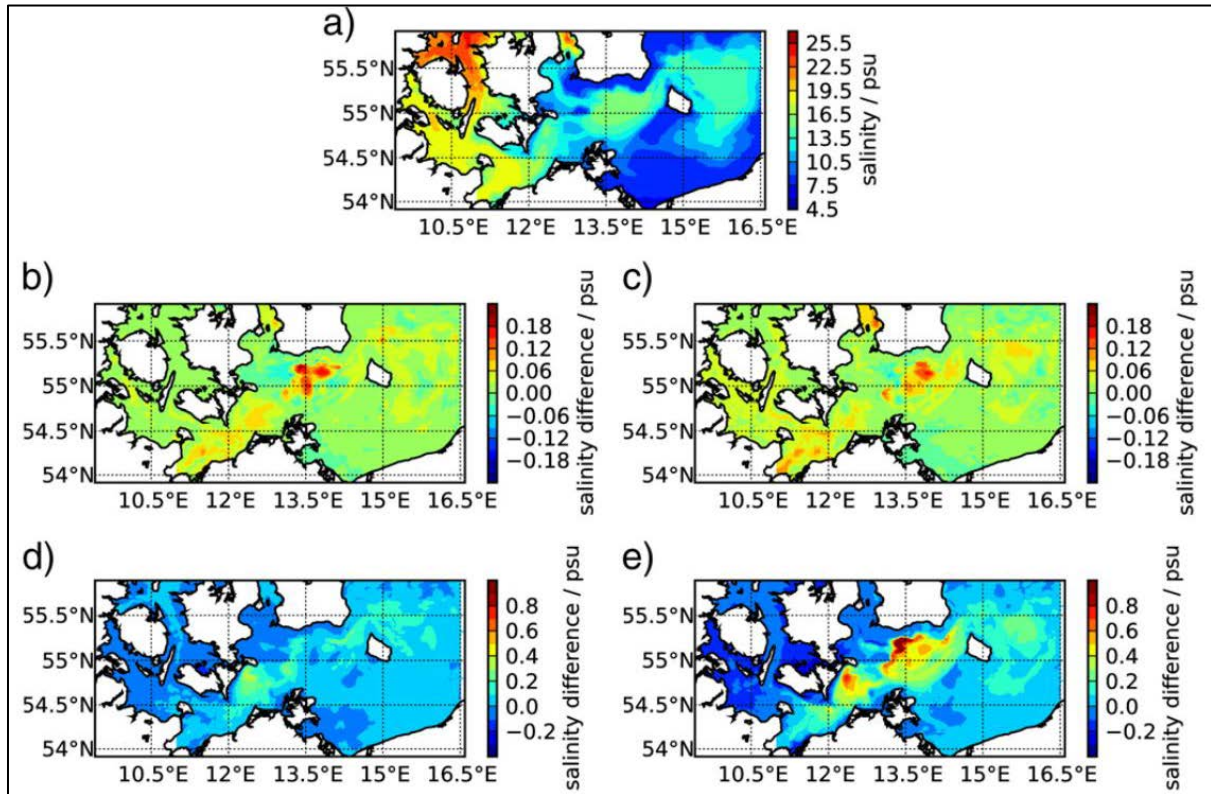 a)
55.5°N
55°N
54.5°N
54°N
10.5°E 12°E 13.5°E 15°E 16.5°E
25.5
22.5
19.5
16.5
13.5
10.5
7.5
4.5
salinity / psu
b)
55.5°N
55°N
54.5°N
54°N
10.5°E 12°E 13.5°E 15°E 16.5°E
0.18
0.12
0.06
0.00
−0.06
−0.12
−0.18
salinity difference / psu
c)
55.5°N
55°N
54.5°N
54°N
10.5°E 12°E 13.5°E 15°E 16.5°E
0.18
0.12
0.06
0.00
−0.06
−0.12
−0.18
salinity difference / psu
d)
55.5°N
55°N
54.5°N
54°N
10.5°E 12°E 13.5°E 15°E 16.5°E
0.8
0.6
0.4
0.2
0.0
−0.2
salinity difference / psu
e)
55.5°N
55°N
54.5°N
54°N
10.5°E 12°E 13.5°E 15°E 16.5°E
0.8
0.6
0.4
0.2
0.0
−0.2
salinity difference / psu